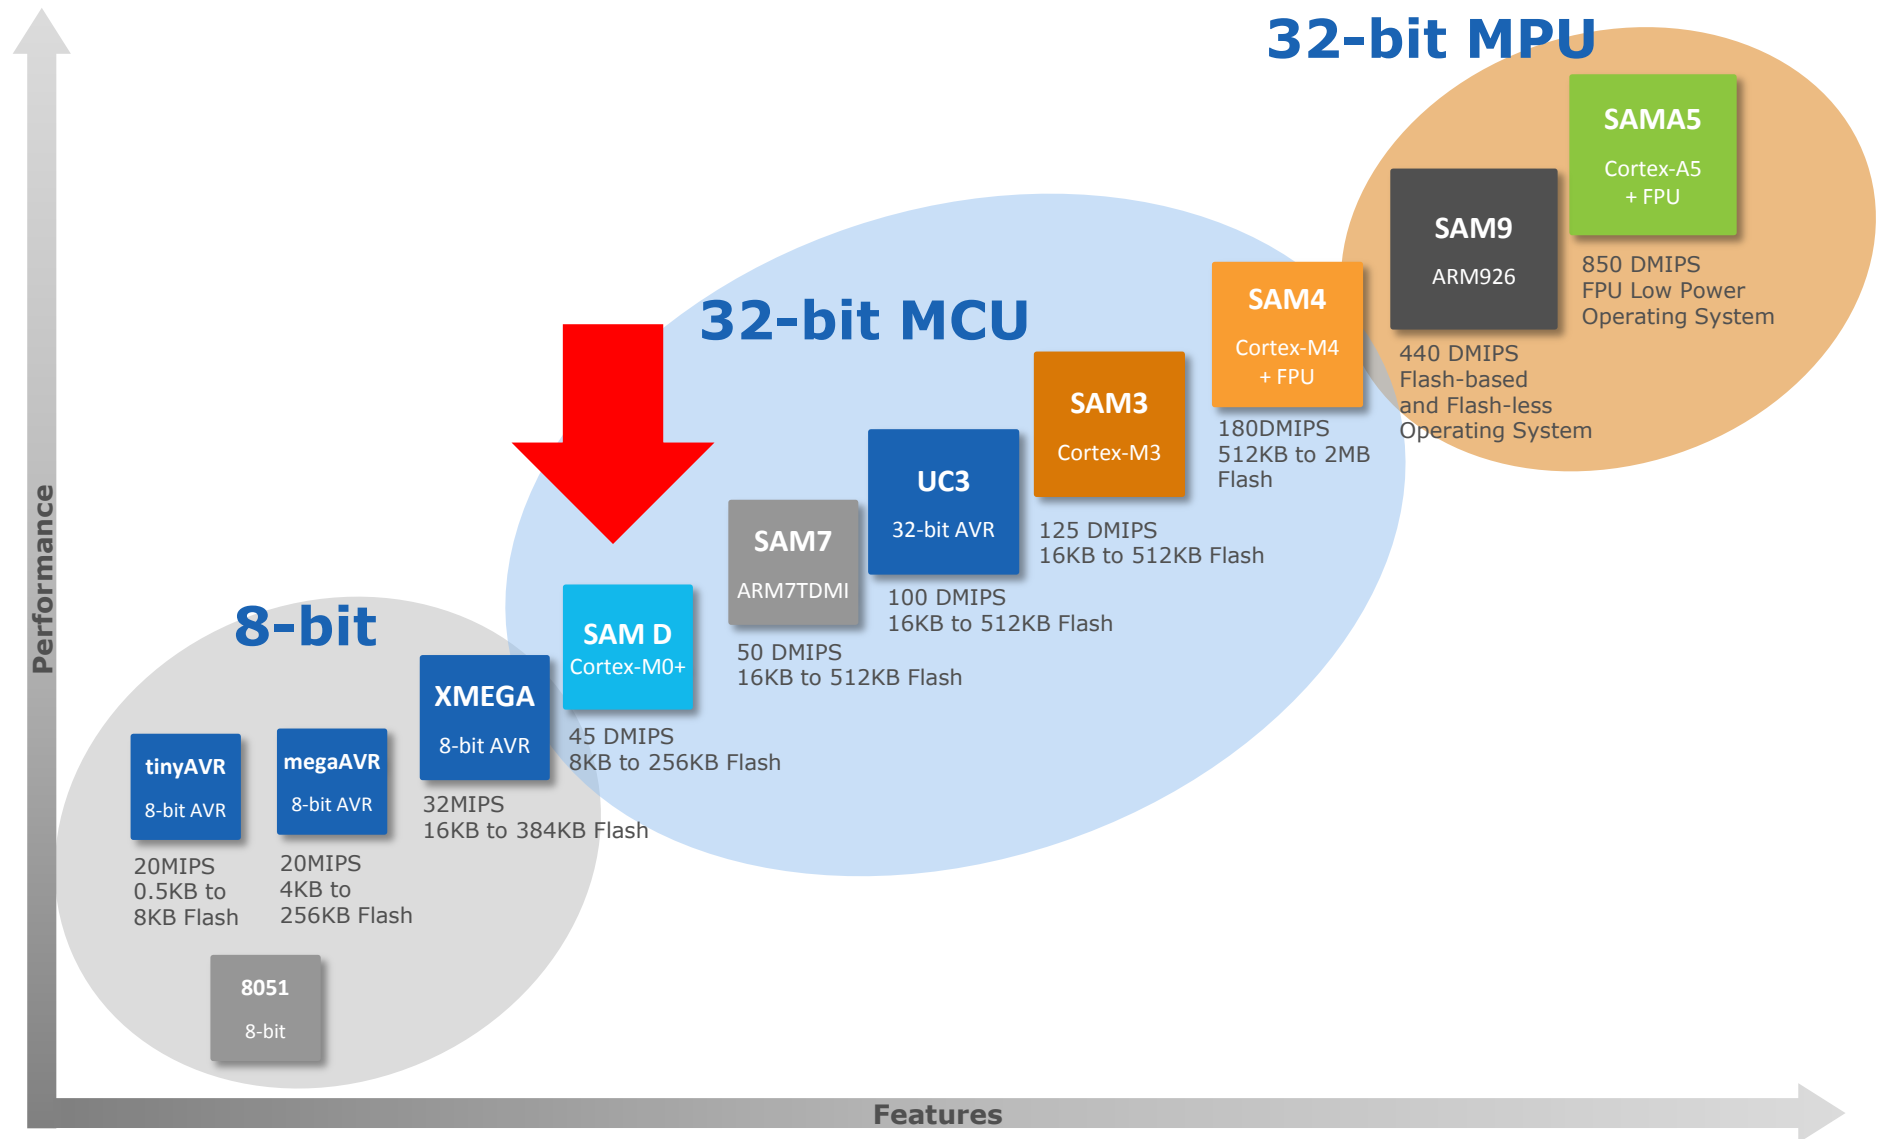 32-bit MPU
SAMA5
Cortex-A5
+ FPU
850 DMIPS
FPU Low Power
Operating System
SAM9
ARM926
440 DMIPS
Flash-based
and Flash-less
Operating System
32-bit MCU
SAM4
Cortex-M4
+ FPU
180DMIPS
512KB to 2MB
Flash
SAM3
Cortex-M3
125 DMIPS
16KB to 512KB Flash
UC3
32-bit AVR
100 DMIPS
16KB to 512KB Flash
SAM7
ARM7TDMI
50 DMIPS
16KB to 512KB Flash
SAM D
Cortex-M0+
45 DMIPS
8KB to 256KB Flash
8-bit
XMEGA
8-bit AVR
32MIPS
16KB to 384KB Flash
megaAVR
8-bit AVR
20MIPS
4KB to
256KB Flash
tinyAVR
8-bit AVR
20MIPS
0.5KB to
8KB Flash
8051
8-bit
Performance
Features